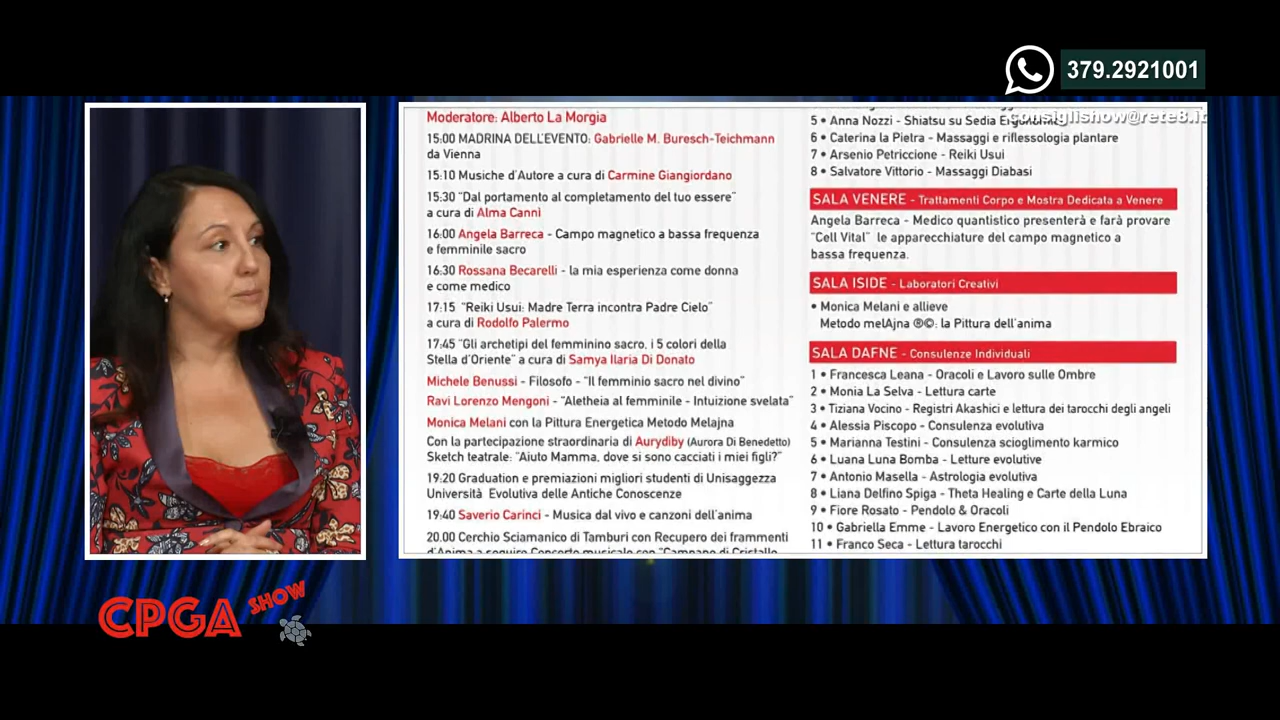 379.2921001
consiglishow@rete8.it
Moderatore: Alberto La Morgia
15:00 MADRINA DELL'EVENTO: Gabrielle M. Buresch-Teichmann
da Vienna
15:10 Musiche d'Autore a cura di Carmine Giangiordano
15:30 "Dal portamento al completamento del tuo essere"
a cura di Alma Cannì
16:00 Angela Barreca - Campo magnetico a bassa frequenza
e femminile sacro
16:30 Rossana Becarelli - la mia esperienza come donna
e come medico
17:15 "Reiki Usui: Madre Terra incontra Padre Cielo"
a cura di Rodolfo Palermo
17:45 "Gli archetipi del femminino sacro, i 5 colori della
Stella d'Oriente" a cura di Samya Ilaria Di Donato
Michele Benussi - Filosofo - "Il femminio sacro nel divino"
Ravi Lorenzo Mengoni - "Aletheia al femminile - Intuizione svelata"
Monica Melani con la Pittura Energetica Metodo Melajna
Con la partecipazione straordinaria di Aurydiby (Aurora Di Benedetto)
Sketch teatrale: "Aiuto Mamma, dove si sono cacciati i miei figli?"
19:20 Graduation e premiazioni migliori studenti di Unisaggezza
Università Evolutiva delle Antiche Conoscenze
19:40 Saverio Carinci - Musica dal vivo e canzoni dell'anima
20.00 Cerchio Sciamanico di Tamburi con Recupero dei frammenti
d'Anima a seguire Concerto musicale con "Campane di Cristallo
5 • Anna Nozzi - Shiatsu su Sedia Ergonomica
6 • Caterina la Pietra - Massaggi e riflessologia plantare
7 • Arsenio Petriccione - Reiki Usui
8 • Salvatore Vittorio - Massaggi Diabasi
SALA VENERE - Trattamenti Corpo e Mostra Dedicata a Venere
Angela Barreca - Medico quantistico presenterà e farà provare
"Cell Vital" le apparecchiature del campo magnetico a
bassa frequenza.
SALA ISIDE - Laboratori Creativi
• Monica Melani e allieve
Metodo melAjna ®©: la Pittura dell'anima
SALA DAFNE - Consulenze Individuali
1 • Francesca Leana - Oracoli e Lavoro sulle Ombre
2 • Monia La Selva - Lettura carte
3 • Tiziana Vocino - Registri Akashici e lettura dei tarocchi degli angeli
4 • Alessia Piscopo - Consulenza evolutiva
5 • Marianna Testini - Consulenza scioglimento karmico
6 • Luana Luna Bomba - Letture evolutive
7 • Antonio Masella - Astrologia evolutiva
8 • Liana Delfino Spiga - Theta Healing e Carte della Luna
9 • Fiore Rosato - Pendolo & Oracoli
10 • Gabriella Emme - Lavoro Energetico con il Pendolo Ebraico
11 • Franco Seca - Lettura tarocchi
CPGA SHOW